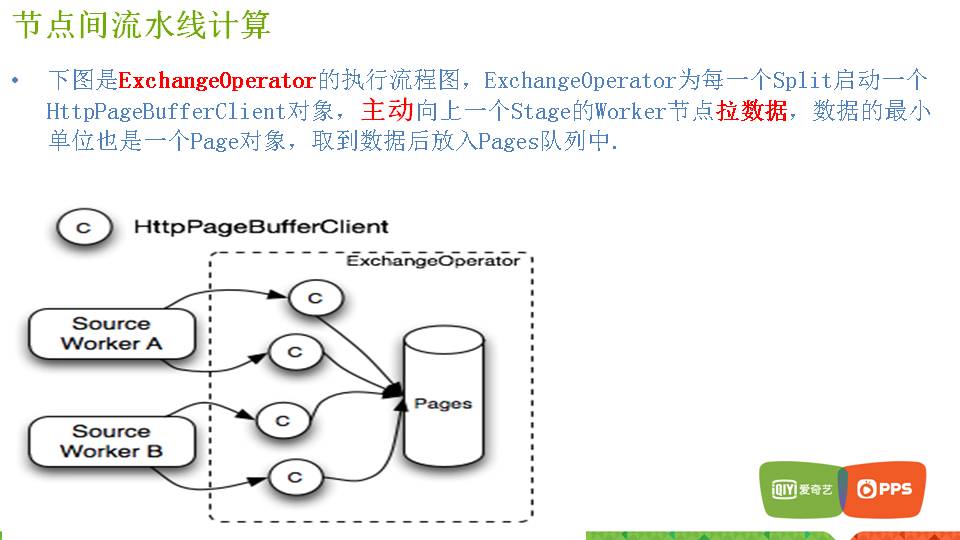 节点间流水线计算
• 下图是ExchangeOperator的执行流程图，ExchangeOperator为每一个Split启动一个
HttpPageBufferClient对象，主动向上一个Stage的Worker节点拉数据，数据的最小
单位也是一个Page对象，取到数据后放入Pages队列中.
C HttpPageBufferClient
ExchangeOperator
C
Source
Worker A
C
Pages
C
Source
Worker B
C
iQIYI 爱奇艺 PPS